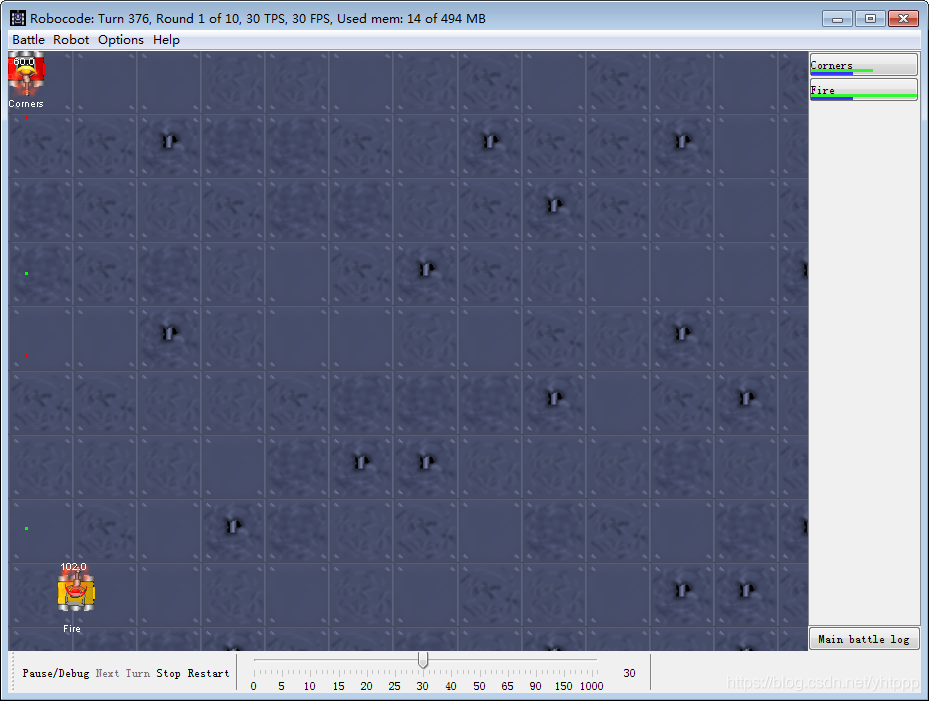 Robocode: Turn 376, Round 1 of 10, 30 TPS, 30 FPS, Used mem: 14 of 494 MB
Battle Robot Options Help
60.0
Corners
Corners
Fire
102.0
Fire
Main battle log
Pause/Debug Next Turn Stop Restart
0 5 10 15 20 25 30 40 50 65 90 150 1000
30
https://blog.csdn.net/yhtppp